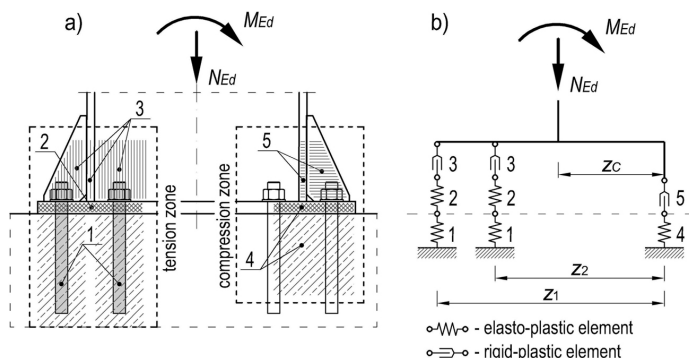 a)
M_Ed
N_Ed
2
3
5
tension zone
compression zone
1
4
b)
M_Ed
N_Ed
z_C
3
3
2
2
5
1
1
4
z_2
z_1
- elasto-plastic element
- rigid-plastic element